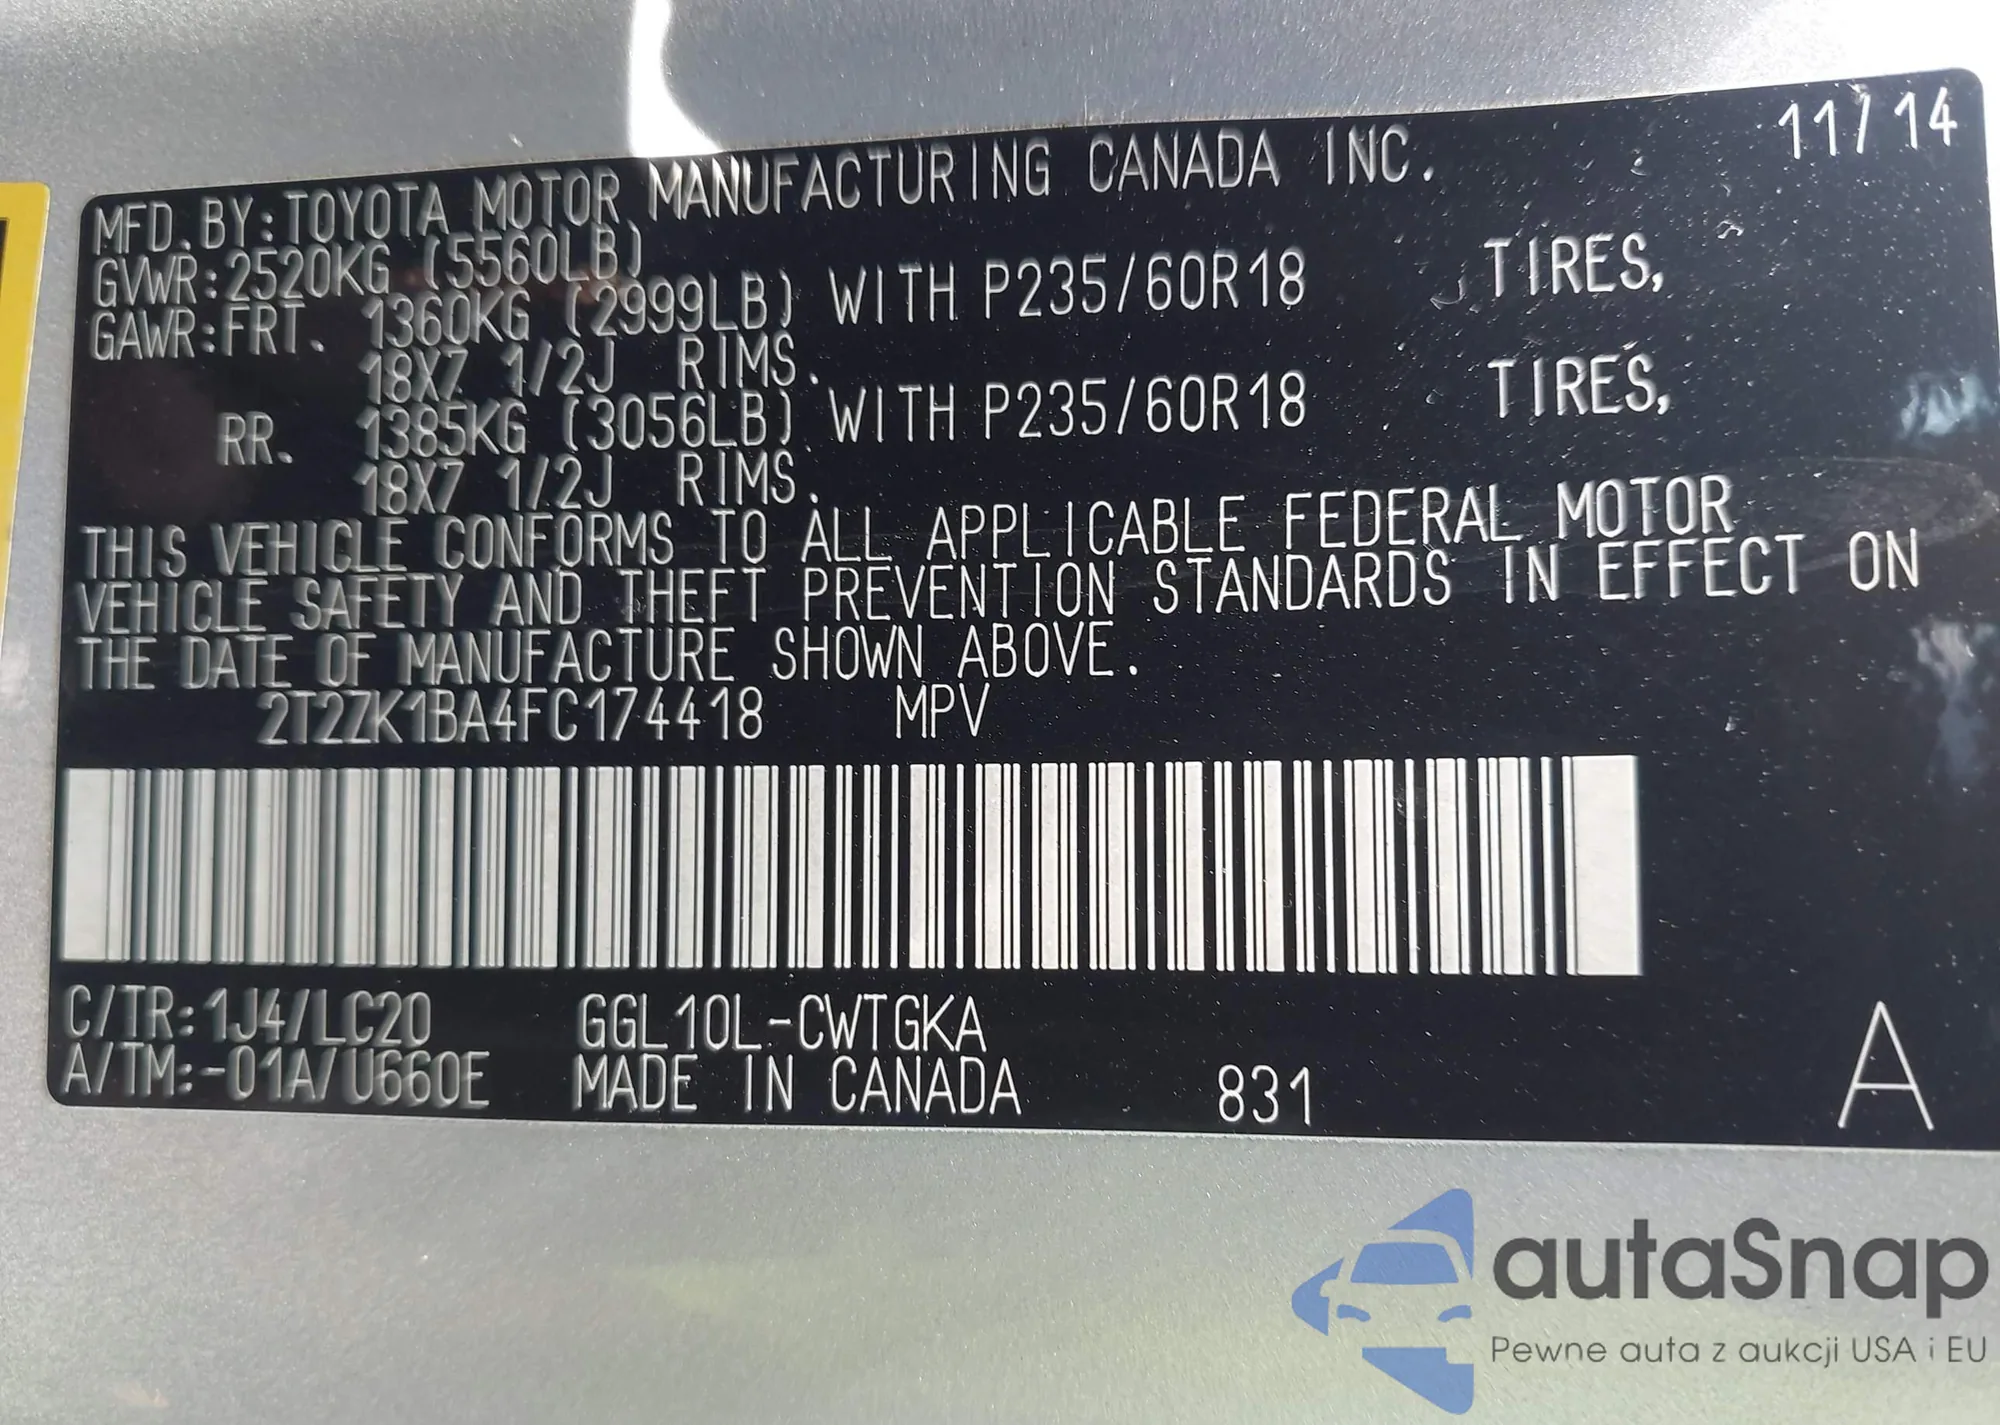 11/14
MFD.BY:TOYOTA MOTOR MANUFACTURING CANADA INC.
GVWR:2520KG (5560LB)
GAWR:FRT. 1360KG (2999LB) WITH P235/60R18 TIRES,
18X7 1/2J RIMS.
RR. 1385KG (3056LB) WITH P235/60R18 TIRES,
18X7 1/2J RIMS.
THIS VEHICLE CONFORMS TO ALL APPLICABLE FEDERAL MOTOR
VEHICLE SAFETY AND THEFT PREVENTION STANDARDS IN EFFECT ON
THE DATE OF MANUFACTURE SHOWN ABOVE.
2T2ZK1BA4FC174418 MPV
C/TR:1J4/LC20 GGL10L-CWTGKA
A/TM:-01A/U660E MADE IN CANADA 831 A
autaSnap
Pewne auta z aukcji USA i EU